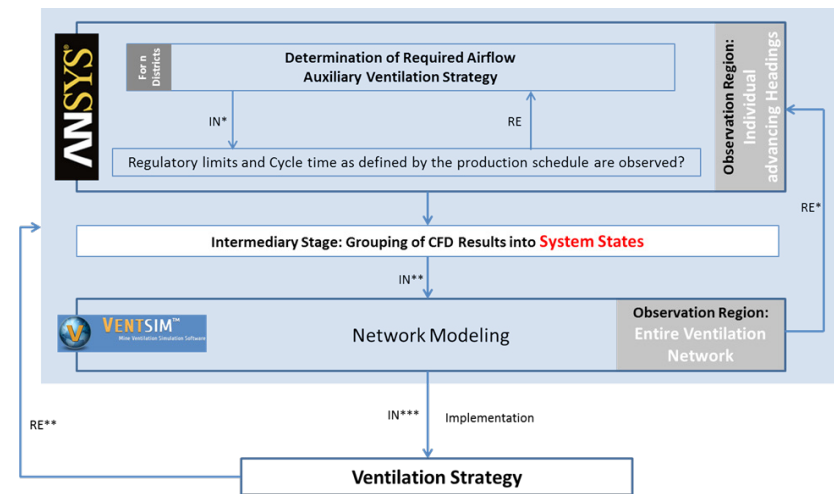 ANSYS®
For n
Districts
Determination of Required Airflow
Auxiliary Ventilation Strategy
Observation Region:
Individual
advancing Headings
IN*
RE
Regulatory limits and Cycle time as defined by the production schedule are observed?
RE*
Intermediary Stage: Grouping of CFD Results into System States
IN**
V
VENTSIM™
Mine Ventilation Simulation Software
Network Modeling
Observation Region:
Entire Ventilation
Network
IN***
Implementation
RE**
Ventilation Strategy